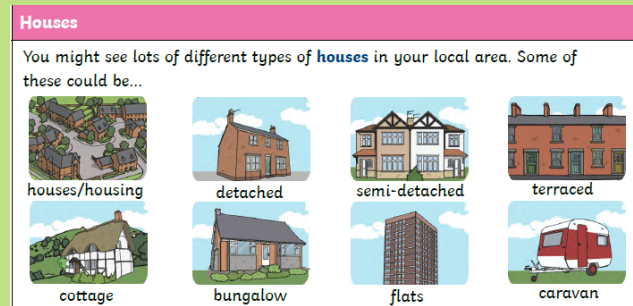 Houses
You might see lots of different types of houses in your local area. Some of
these could be...
houses/housing
detached
semi-detached
terraced
cottage
bungalow
flats
caravan